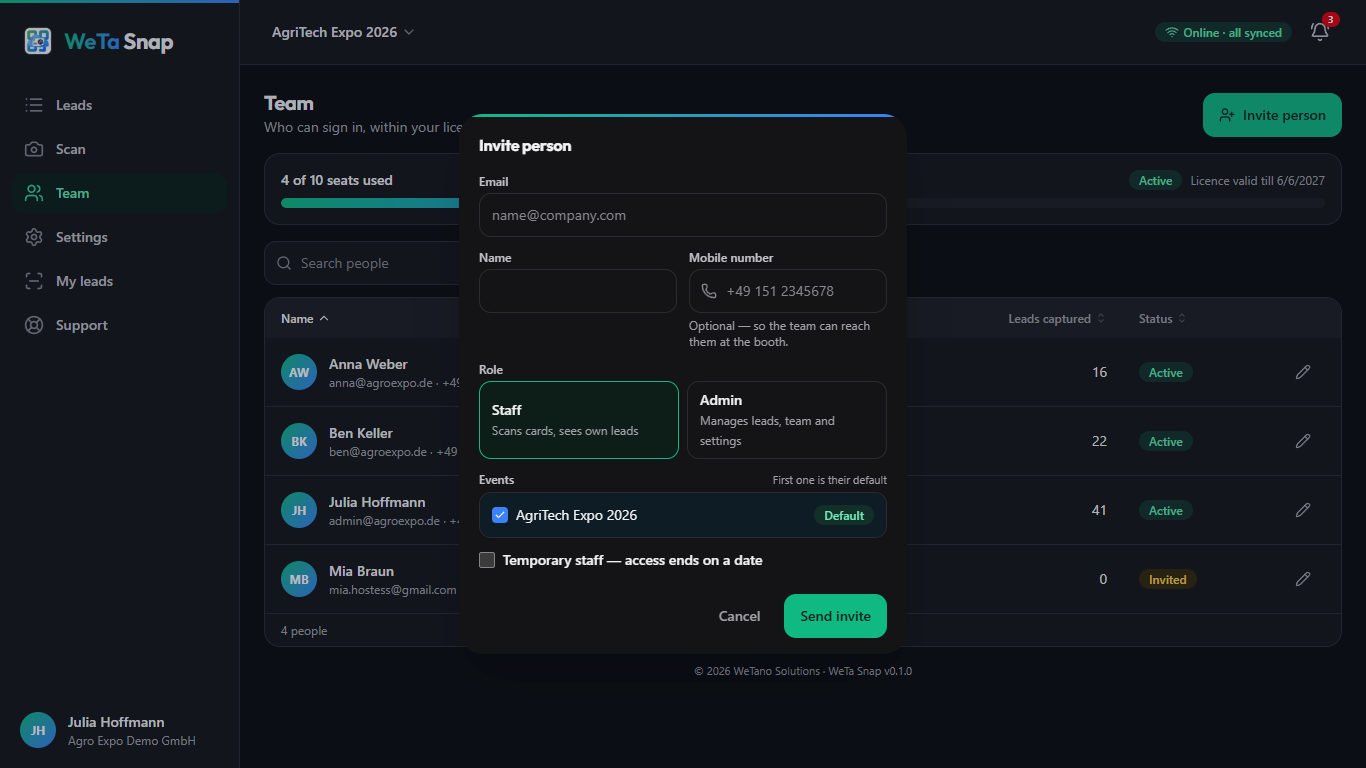 WeTa Snap
AgriTech Expo 2026
Online · all synced
3
Leads
Scan
Team
Settings
My leads
Support
Julia Hoffmann
JH
Agro Expo Demo GmbH
Team
Who can sign in, within your lice
Invite person
4 of 10 seats used
Active
Licence valid till 6/6/2027
Search people
Name
Leads captured
Status
AW
Anna Weber
anna@agroexpo.de · +49
16
Active
BK
Ben Keller
ben@agroexpo.de · +49
22
Active
JH
Julia Hoffmann
admin@agroexpo.de · +4
41
Active
MB
Mia Braun
mia.hostess@gmail.com
0
Invited
4 people
Invite person
Email
name@company.com
Name
Mobile number
+49 151 2345678
Optional — so the team can reach
them at the booth.
Role
Staff
Scans cards, sees own leads
Admin
Manages leads, team and
settings
Events
First one is their default
AgriTech Expo 2026
Default
Temporary staff — access ends on a date
Cancel
Send invite
© 2026 WeTano Solutions · WeTa Snap v0.1.0